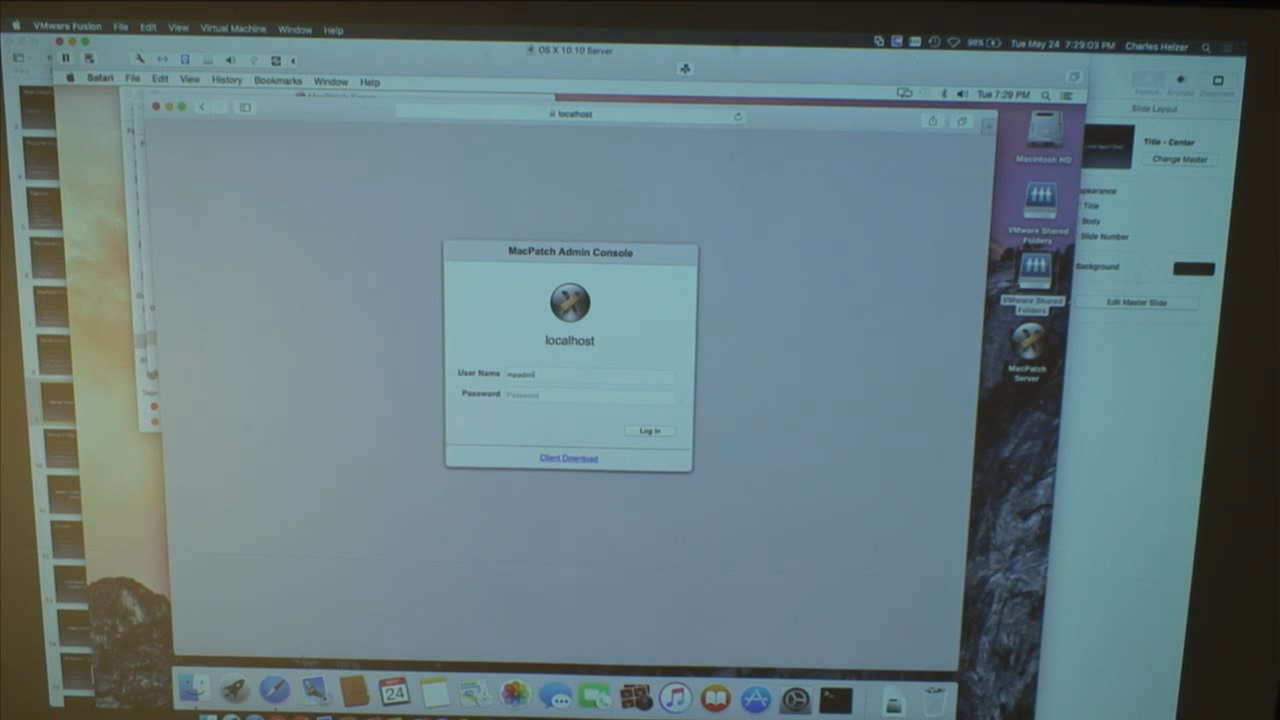 VMware Fusion File Edit View Virtual Machine Window Help
98% Tue May 24 7:29:03 PM Charles Heizer
OS X 10.10 Server
Safari File Edit View History Bookmarks Window Help
Tue 7:29 PM
localhost
Macintosh HD
VMware Shared
Folders
VMware Shared
Folders
MacPatch
Server
MacPatch Admin Console
localhost
User Name mpadmi
Password Password
Log In
Client Download
Slide Layout
Title - Center
Change Master
Appearance
Title
Body
Slide Number
Background
Edit Master Slide
24